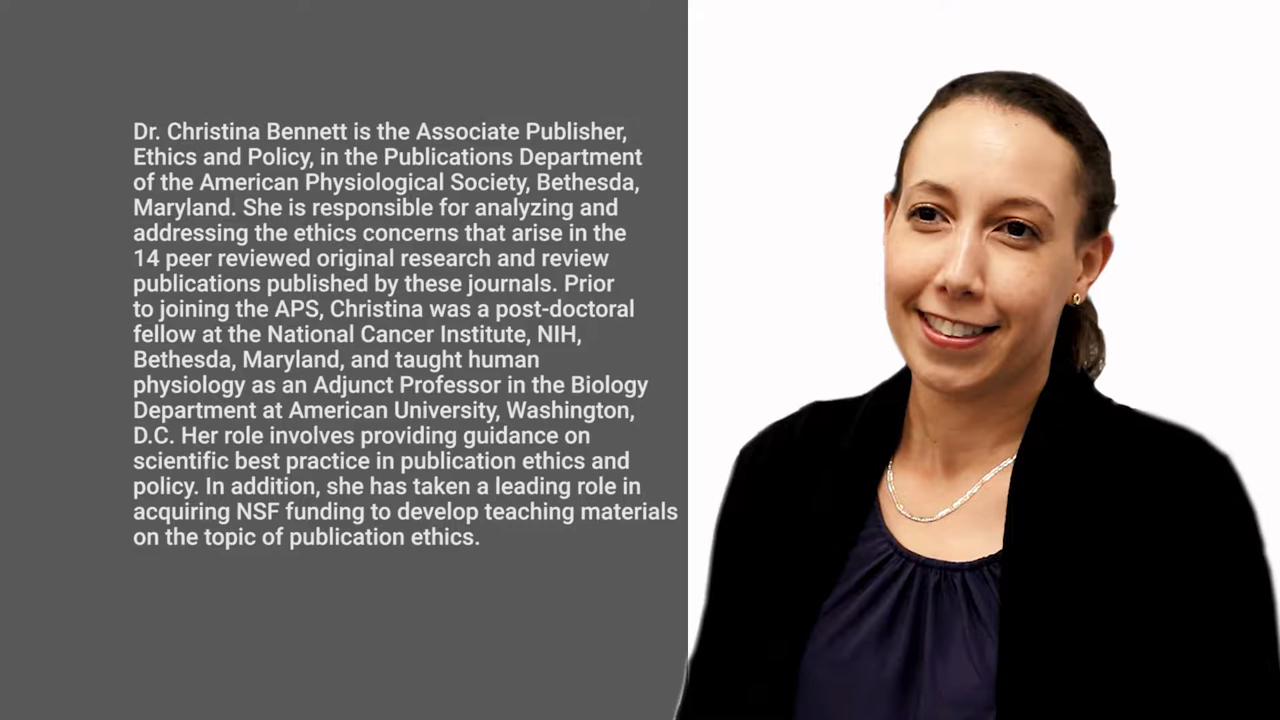 Dr. Christina Bennett is the Associate Publisher,
Ethics and Policy, in the Publications Department
of the American Physiological Society, Bethesda,
Maryland. She is responsible for analyzing and
addressing the ethics concerns that arise in the
14 peer reviewed original research and review
publications published by these journals. Prior
to joining the APS, Christina was a post-doctoral
fellow at the National Cancer Institute, NIH,
Bethesda, Maryland, and taught human
physiology as an Adjunct Professor in the Biology
Department at American University, Washington,
D.C. Her role involves providing guidance on
scientific best practice in publication ethics and
policy. In addition, she has taken a leading role in
acquiring NSF funding to develop teaching materials
on the topic of publication ethics.